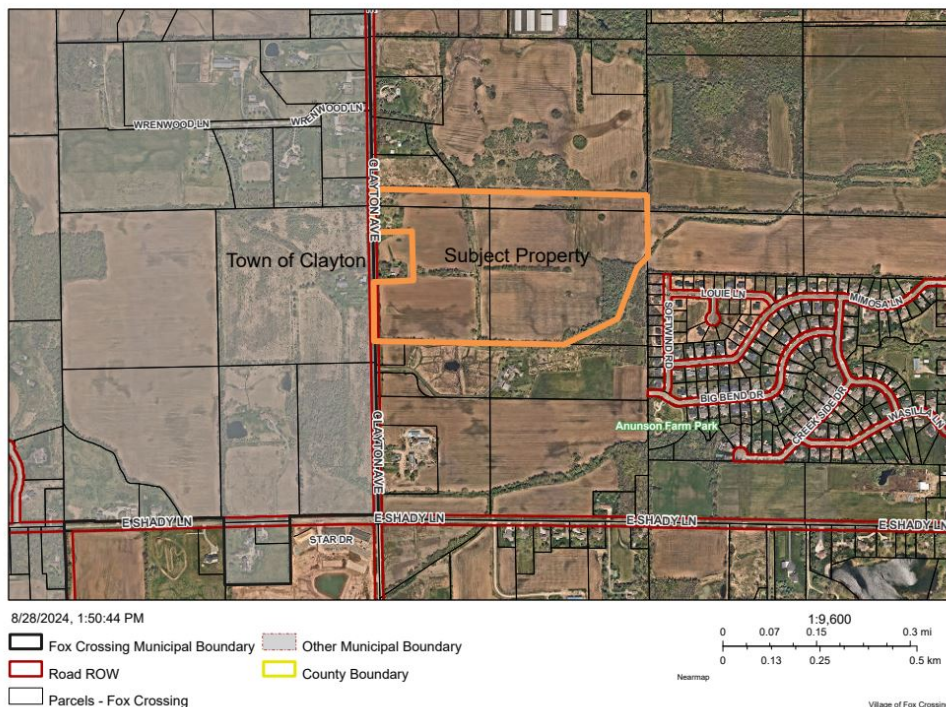 WRENWOOD LN
WRENWOOD LN
CLAYTON AVE
Town of Clayton
Subject Property
LOUIE LN
MIMOSA LN
SOFTWIND RD
BIG BEND DR
CREEK SIDE DR
WASILLA LN
Anunson Farm Park
CLAYTON AVE
E SHADY LN
E SHADY LN
E SHADY LN
E SHADY LN
STAR DR
8/28/2024, 1:50:44 PM
Fox Crossing Municipal Boundary
Other Municipal Boundary
Road ROW
County Boundary
Parcels - Fox Crossing
1:9,600
0 0.07 0.15 0.3 mi
0 0.13 0.25 0.5 km
Nearmap
Village of Fox Crossing